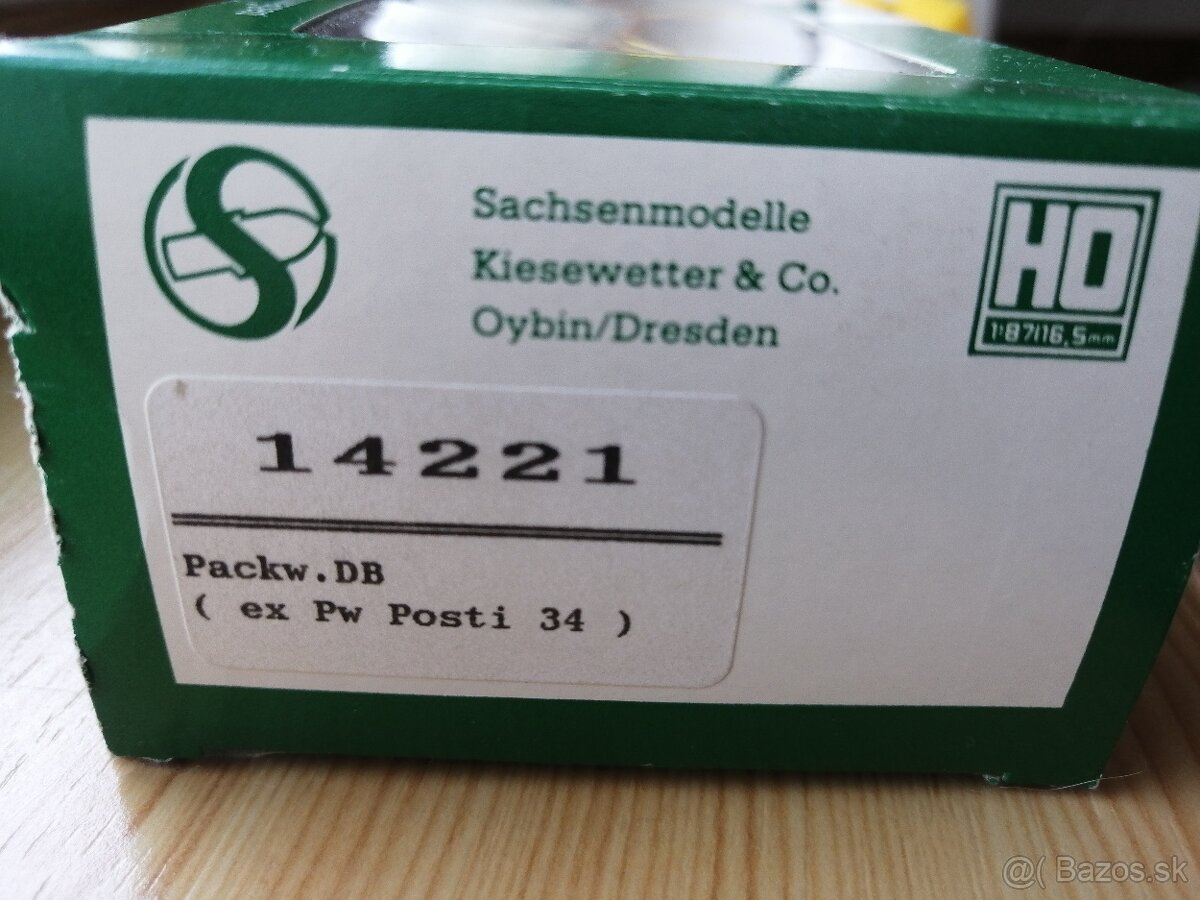 S
Sachsenmodelle
Kiesewetter & Co.
Oybin/Dresden
HO
1:87/16,5mm
14221
Packw.DB
( ex Pw Posti 34 )
@( Bazos.sk